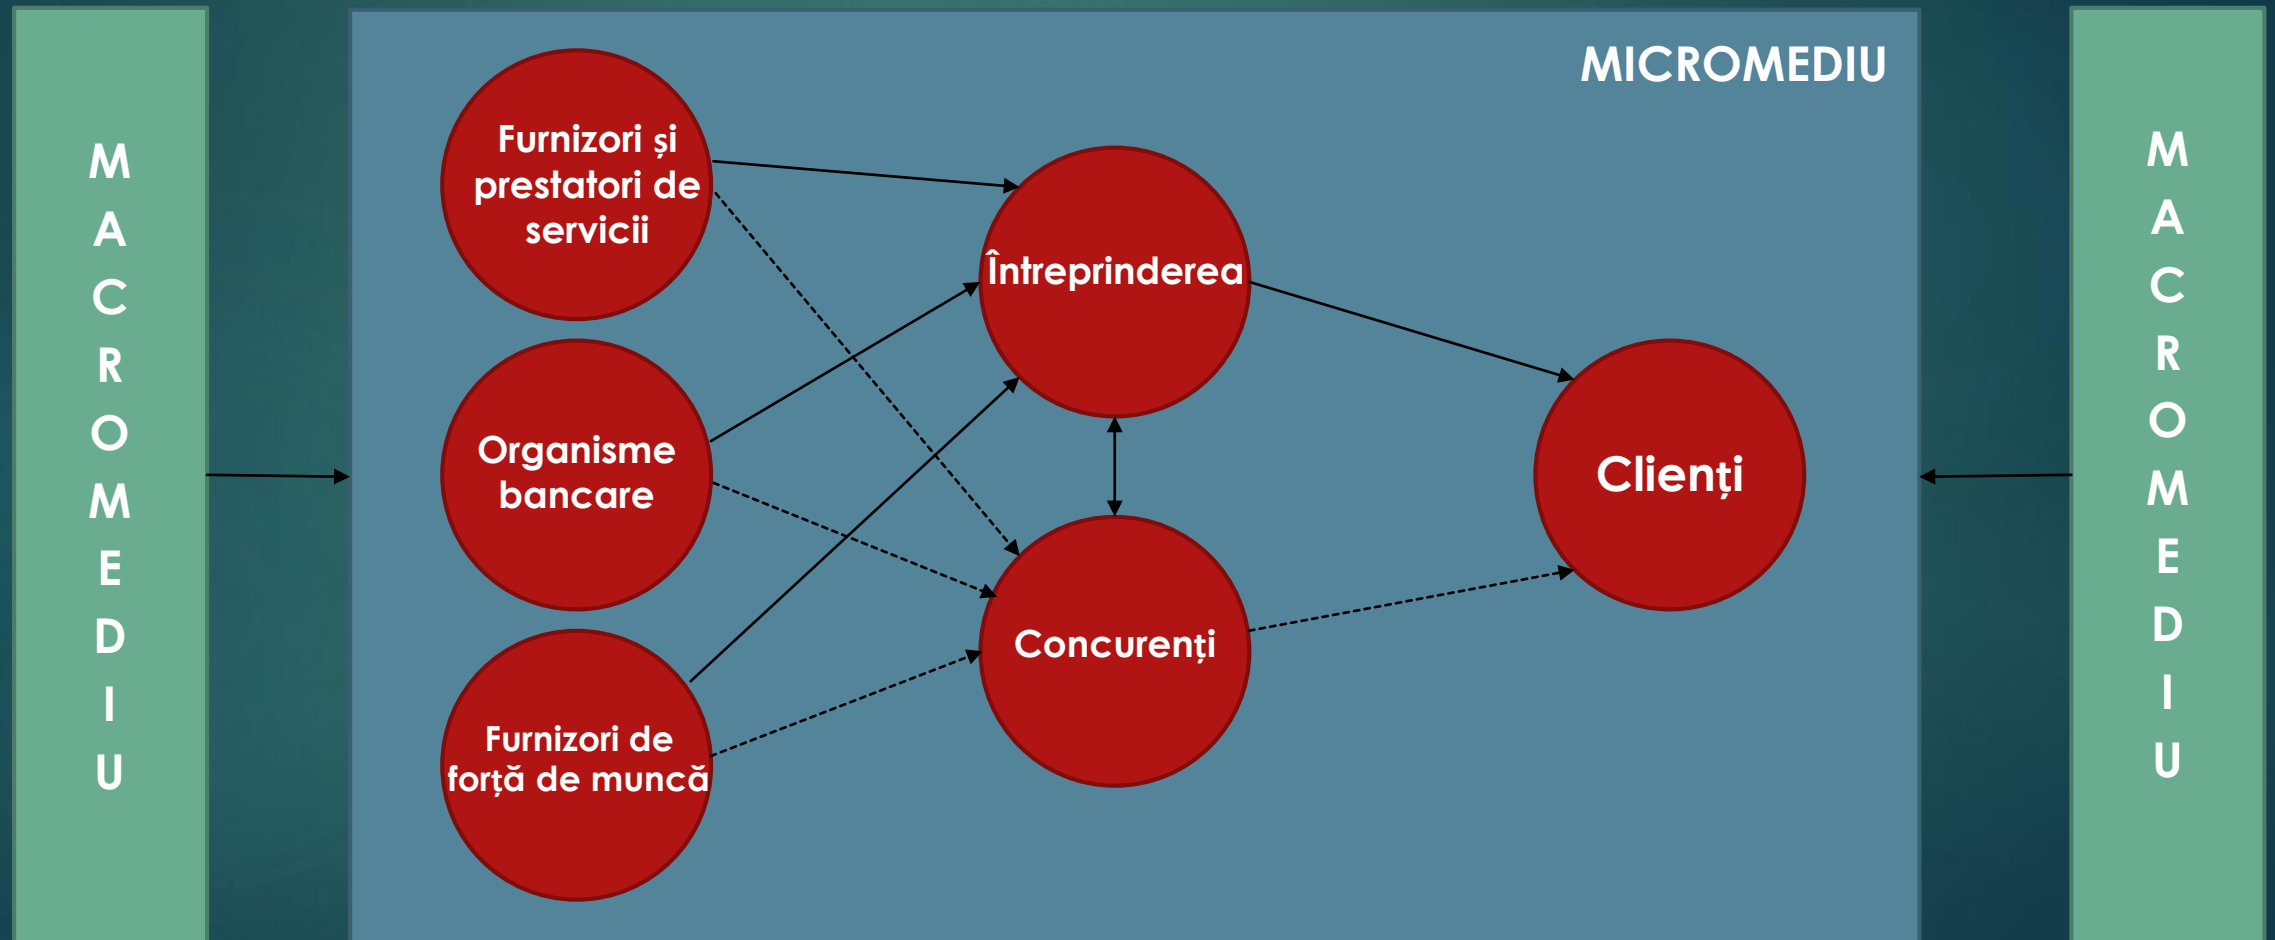 MICROMEDIU
M
A
C
R
O
M
E
D
I
U
Furnizori și
prestatori de
servicii
Organisme
bancare
Furnizori de
forță de muncă
Întreprinderea
Concurenți
Clienți
M
A
C
R
O
M
E
D
I
U